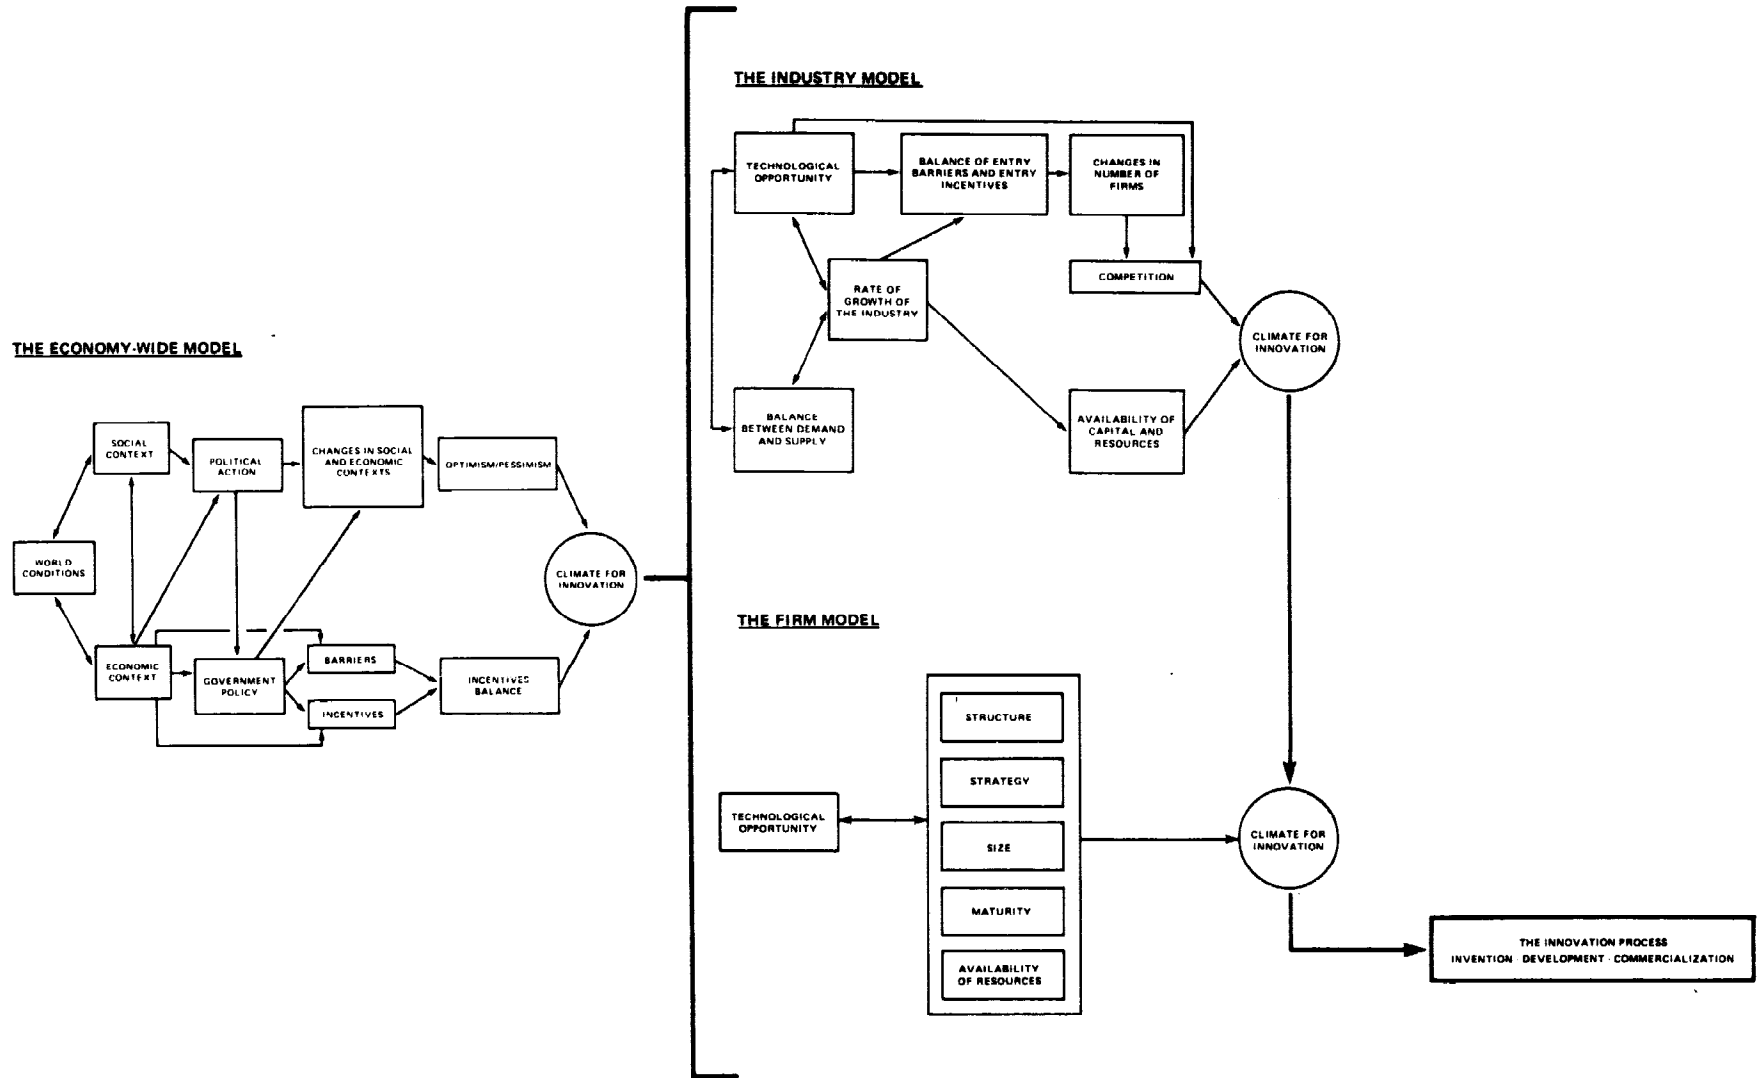 THE INDUSTRY MODEL
TECHNOLOGICAL
OPPORTUNITY
BALANCE OF ENTRY
BARRIERS AND ENTRY
INCENTIVES
CHANGES IN
NUMBER OF
FIRMS
COMPETITION
RATE OF
GROWTH OF
THE INDUSTRY
CLIMATE FOR
INNOVATION
BALANCE
BETWEEN DEMAND
AND SUPPLY
AVAILABILITY OF
CAPITAL AND
RESOURCES
THE ECONOMY-WIDE MODEL
SOCIAL
CONTEXT
POLITICAL
ACTION
CHANGES IN SOCIAL
AND ECONOMIC
CONTEXTS
OPTIMISM/PESSIMISM
WORLD
CONDITIONS
CLIMATE FOR
INNOVATION
ECONOMIC
CONTEXT
GOVERNMENT
POLICY
BARRIERS
INCENTIVES
INCENTIVES
BALANCE
THE FIRM MODEL
TECHNOLOGICAL
OPPORTUNITY
STRUCTURE
STRATEGY
SIZE
MATURITY
AVAILABILITY
OF RESOURCES
CLIMATE FOR
INNOVATION
THE INNOVATION PROCESS
INVENTION · DEVELOPMENT · COMMERCIALIZATION